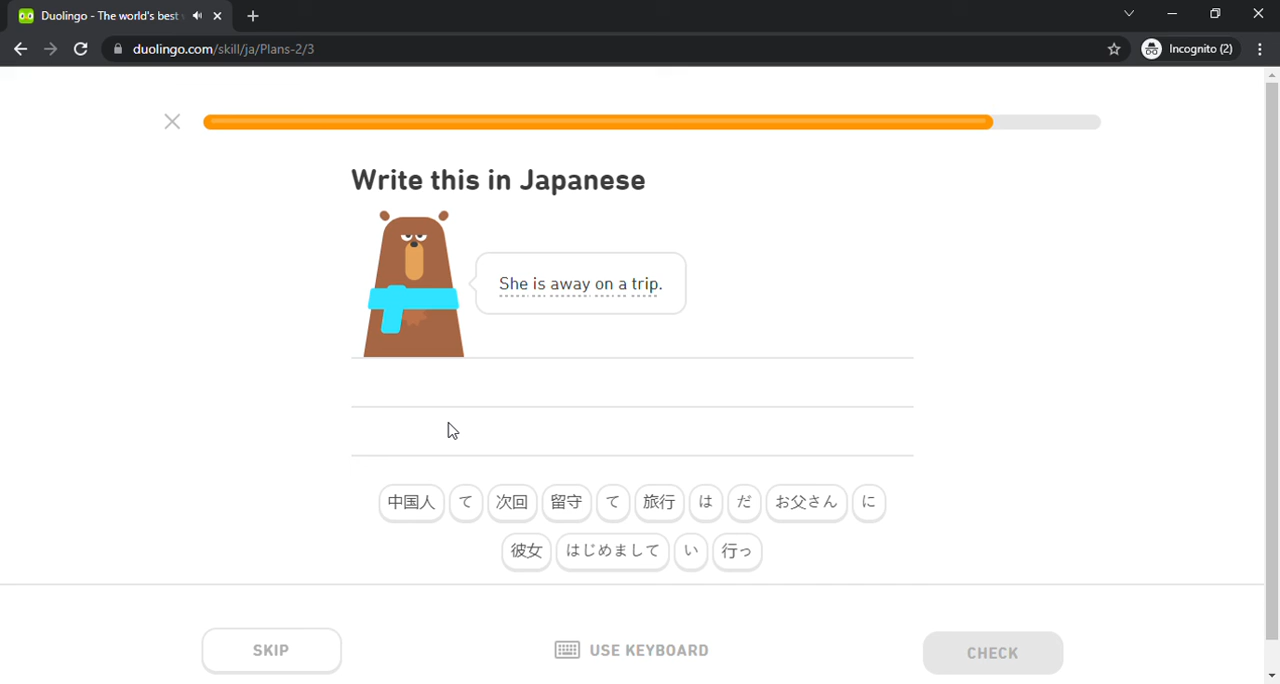 Duolingo - The world's best
duolingo.com/skill/ja/Plans-2/3
Incognito (2)
Write this in Japanese
She is away on a trip.
中国人 て 次回 留守 て 旅行 は だ お父さん に
彼女 はじめまして い 行っ
SKIP
USE KEYBOARD
CHECK